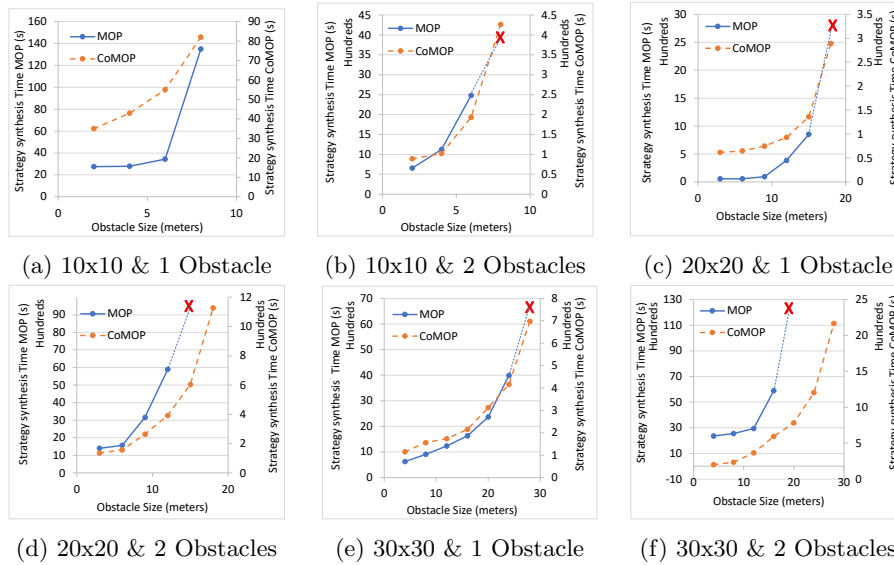 160
140
120
100
80
60
40
20
0
Strategy synthesis Time MOP (s)
MOP
CoMOP
90
80
70
60
50
40
30
20
10
0
Strategy synthesis Time CoMOP (s)
0 5 10
Obstacle Size (meters)
(a) 10x10 & 1 Obstacle
45
40
35
30
25
20
15
10
5
0
Strategy synthesis Time MOP (s)
Hundreds
MOP
CoMOP
X
4.5
4
3.5
3
2.5
2
1.5
1
0.5
0
Hundreds
Strategy synthesis Time CoMOP (s)
0 5 10
Obstacle Size (meters)
(b) 10x10 & 2 Obstacles
30
25
20
15
10
5
0
Strategy synthesis Time MOP (s)
Hundreds
MOP
CoMOP
X
3.5
3
2.5
2
1.5
1
0.5
0
Hundreds
Strategy synthesis Time CoMOP (s)
0 10 20
Obstacle Size (meters)
(c) 20x20 & 1 Obstacle
90
80
70
60
50
40
30
20
10
0
Strategy synthesis Time MOP (s)
Hundreds
MOP
CoMOP
X
12
10
8
6
4
2
0
Hundreds
Strategy synthesis Time CoMOP (s)
0 10 20
Obstacle Size (meters)
(d) 20x20 & 2 Obstacles
70
60
50
40
30
20
10
0
Strategy synthesis Time MOP (s)
Hundreds
MOP
CoMOP
X
8
7
6
5
4
3
2
1
0
Hundreds
Strategy synthesis Time CoMOP (s)
0 10 20 30
Obstacle Size (meters)
(e) 30x30 & 1 Obstacle
130
110
90
70
50
30
10
-10
Strategy synthesis Time MOP (s)
Hundreds
MOP
CoMOP
X
25
20
15
10
5
0
Hundreds
Strategy synthesis Time CoMOP (s)
0 10 20 30
Obstacle Size (meters)
(f) 30x30 & 2 Obstacles